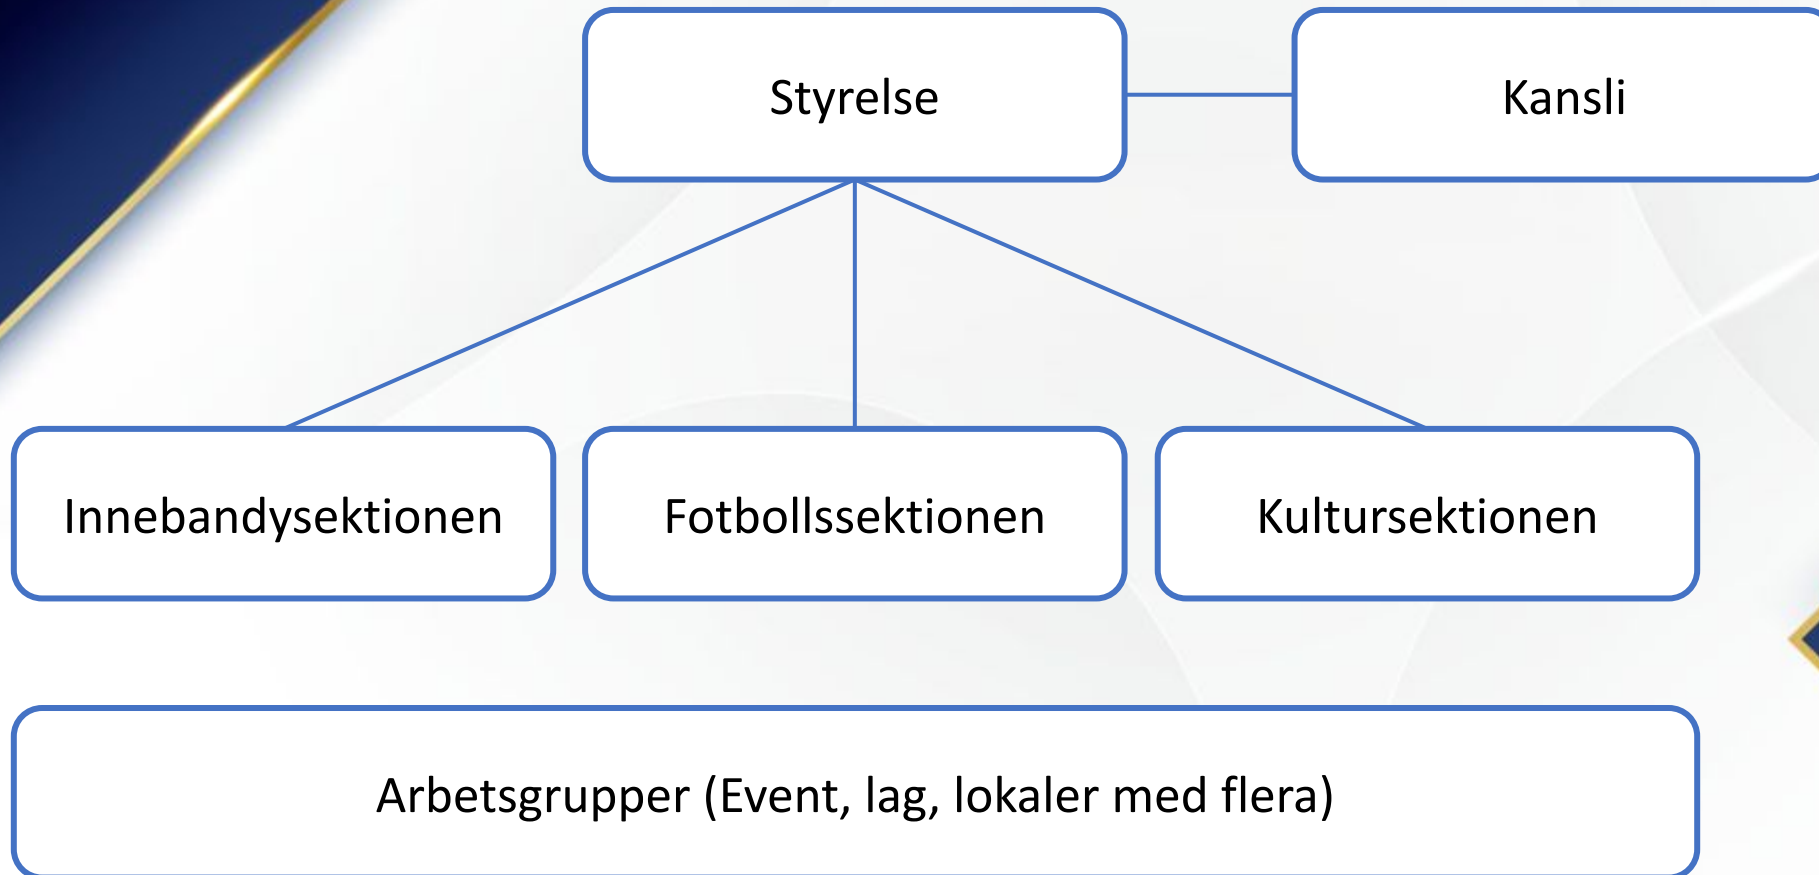 Styrelse
Kansli
Innebandysektionen
Fotbollssektionen
Kultursektionen
Arbetsgrupper (Event, lag, lokaler med flera)